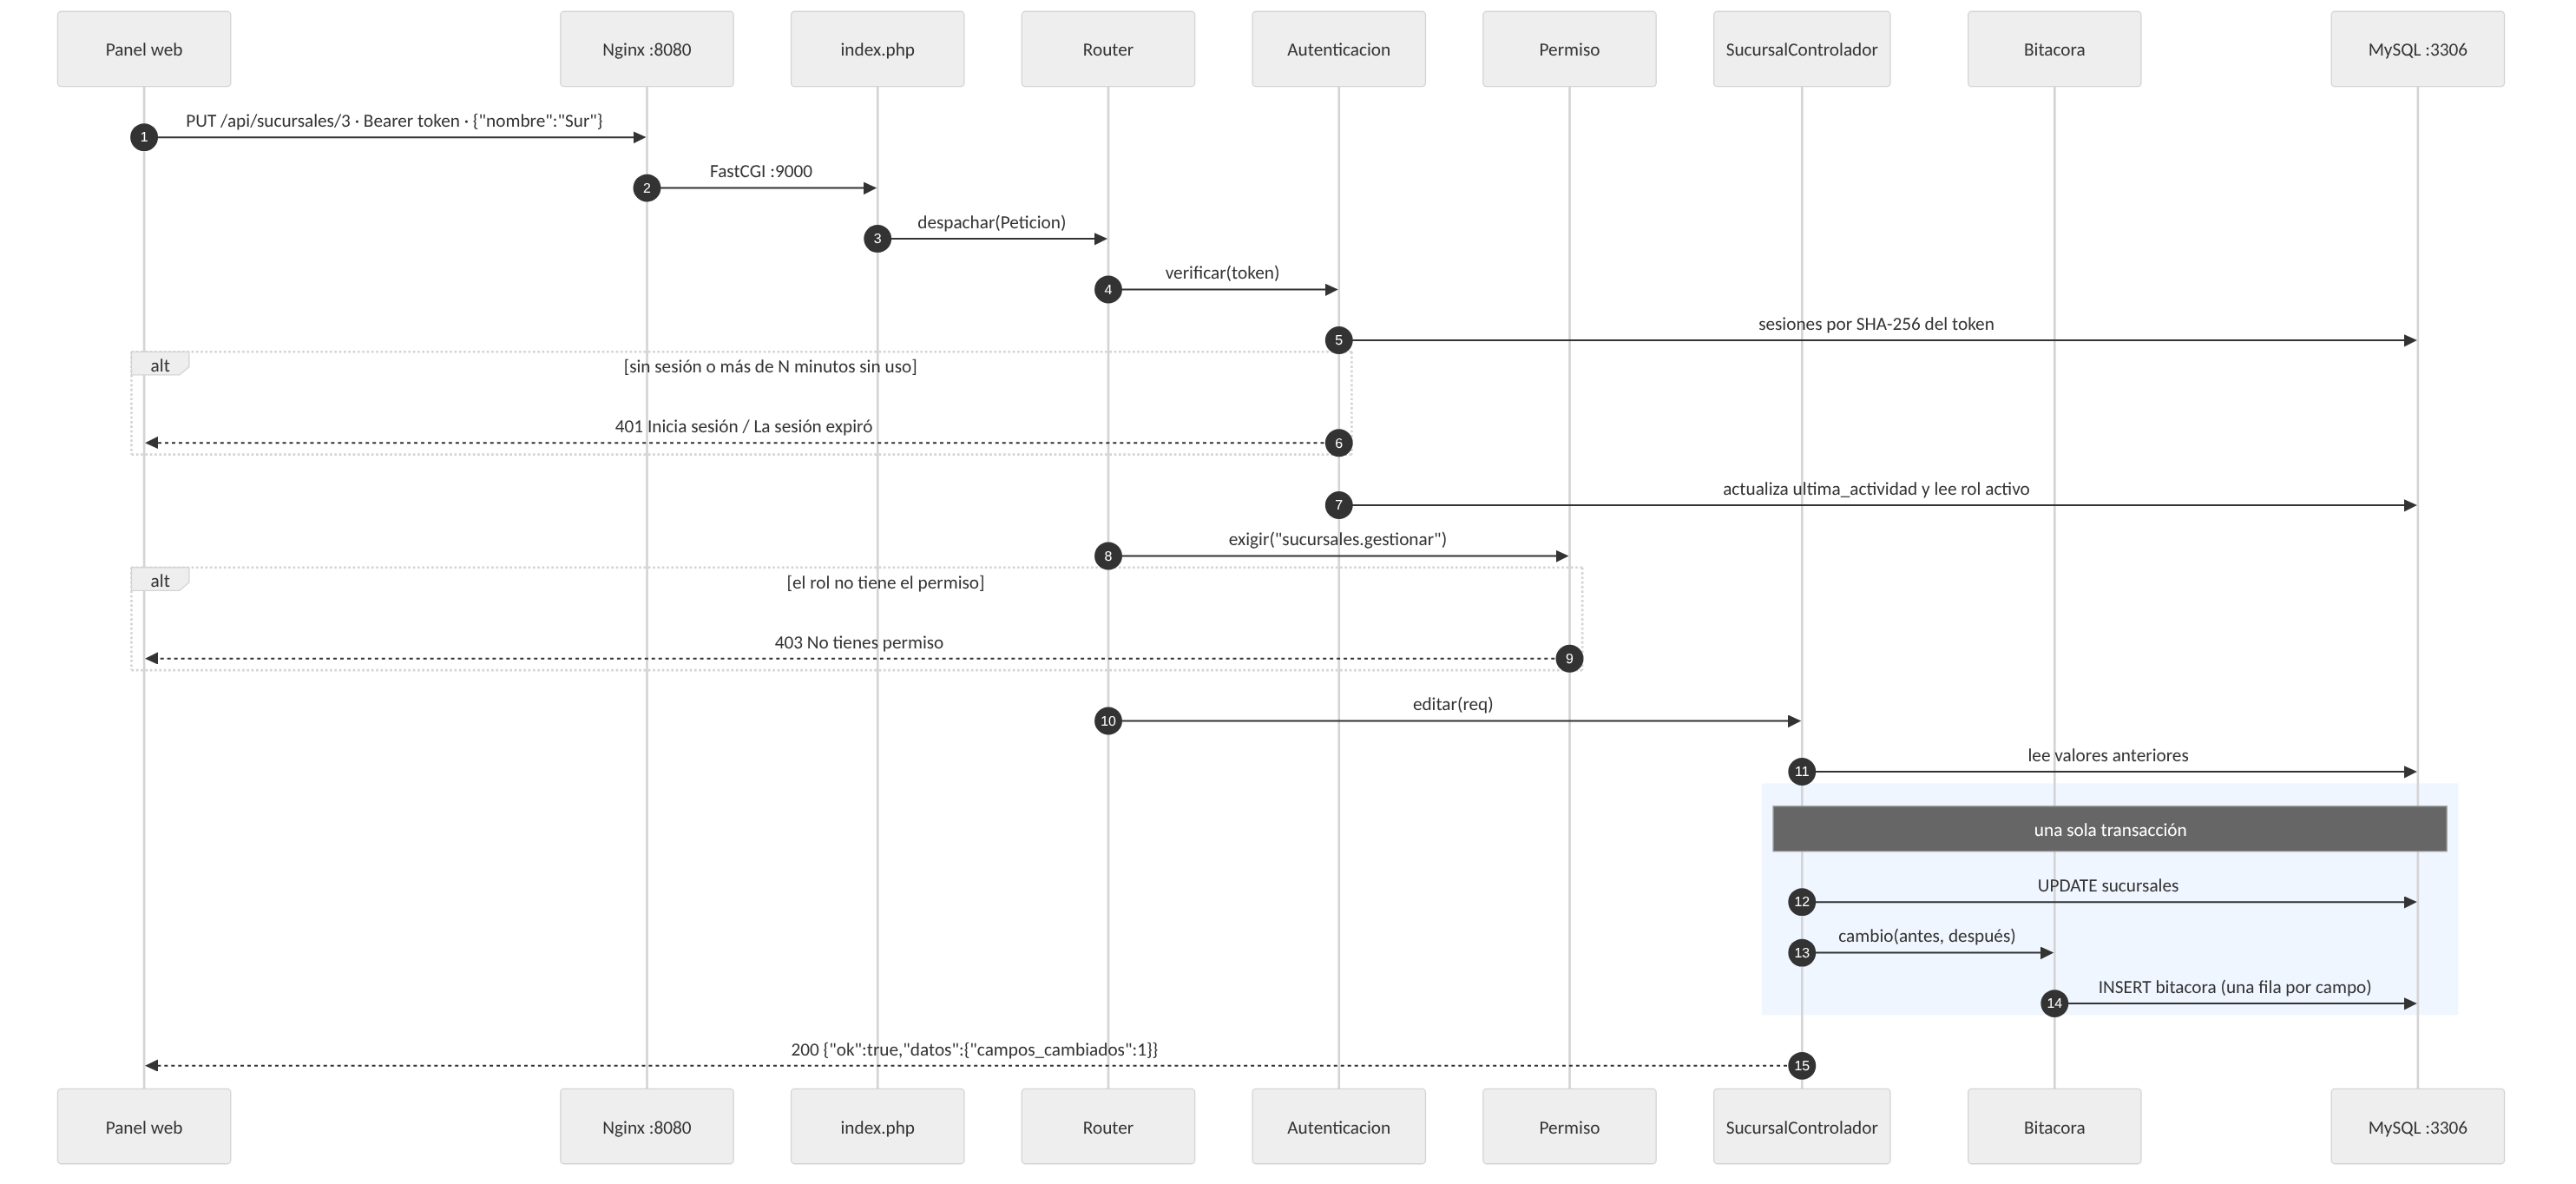 Panel web
Nginx :8080
index.php
Router
Autenticacion
Permiso
SucursalControlador
Bitacora
MySQL :3306
PUT /api/sucursales/3 · Bearer token · {"nombre":"Sur"}
1
FastCGI :9000
2
despachar(Peticion)
3
verificar(token)
4
sesiones por SHA-256 del token
5
alt
[sin sesión o más de N minutos sin uso]
401 Inicia sesión / La sesión expiró
6
actualiza ultima_actividad y lee rol activo
7
exigir("sucursales.gestionar")
8
alt
[el rol no tiene el permiso]
403 No tienes permiso
9
editar(req)
10
lee valores anteriores
11
una sola transacción
UPDATE sucursales
12
cambio(antes, después)
13
INSERT bitacora (una fila por campo)
14
200 {"ok":true,"datos":{"campos_cambiados":1}}
15
Panel web
Nginx :8080
index.php
Router
Autenticacion
Permiso
SucursalControlador
Bitacora
MySQL :3306